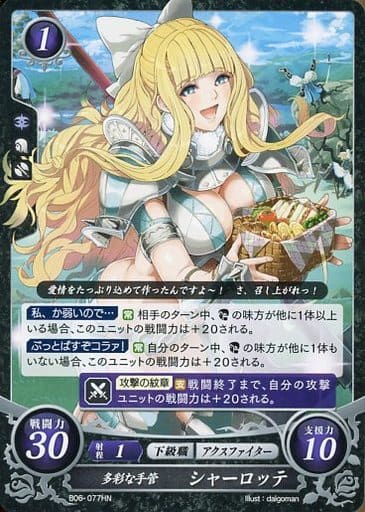 1
愛情をたっぷり込めて作ったんですよ~! さ、召し上がれっ!
私、か弱いので… 常 相手のターン中、の味方が他に1体以上
いる場合、このユニットの戦闘力は+20される。
ぶっとばすぞコラァ! 常 自分のターン中、の味方が他に1体も
いない場合、このユニットの戦闘力は+20される。
攻撃の紋章 支 戦闘終了まで、自分の攻撃
ユニットの戦闘力は+20される。
戦闘力
30
射程 1 下級職 アクスファイター
支援力
10
多彩な手管 シャーロッテ
B06-077HN
Illust : daigoman